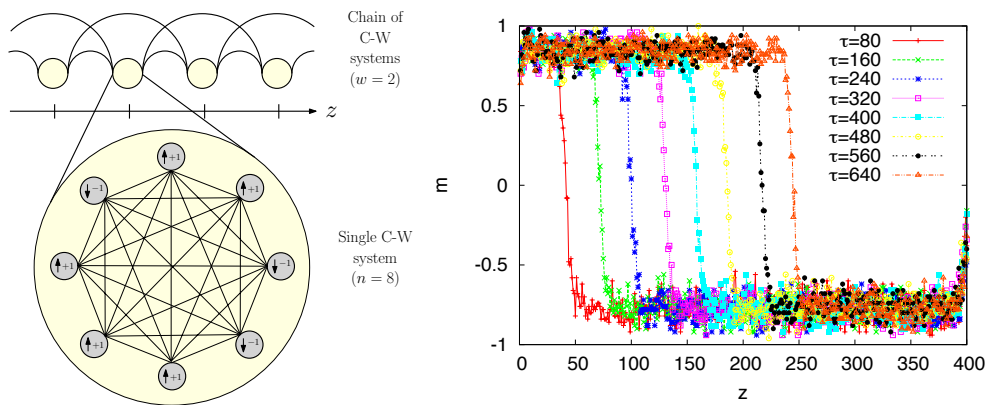 Chain of
C-W
systems
(w = 2)
z
↑+1
↓−1
↑+1
↑+1
↓−1
↑+1
↓−1
↑+1
Single C-W
system
(n = 8)
1
0.5
0
-0.5
-1
m
0 50 100 150 200 250 300 350 400
z
τ=80
τ=160
τ=240
τ=320
τ=400
τ=480
τ=560
τ=640